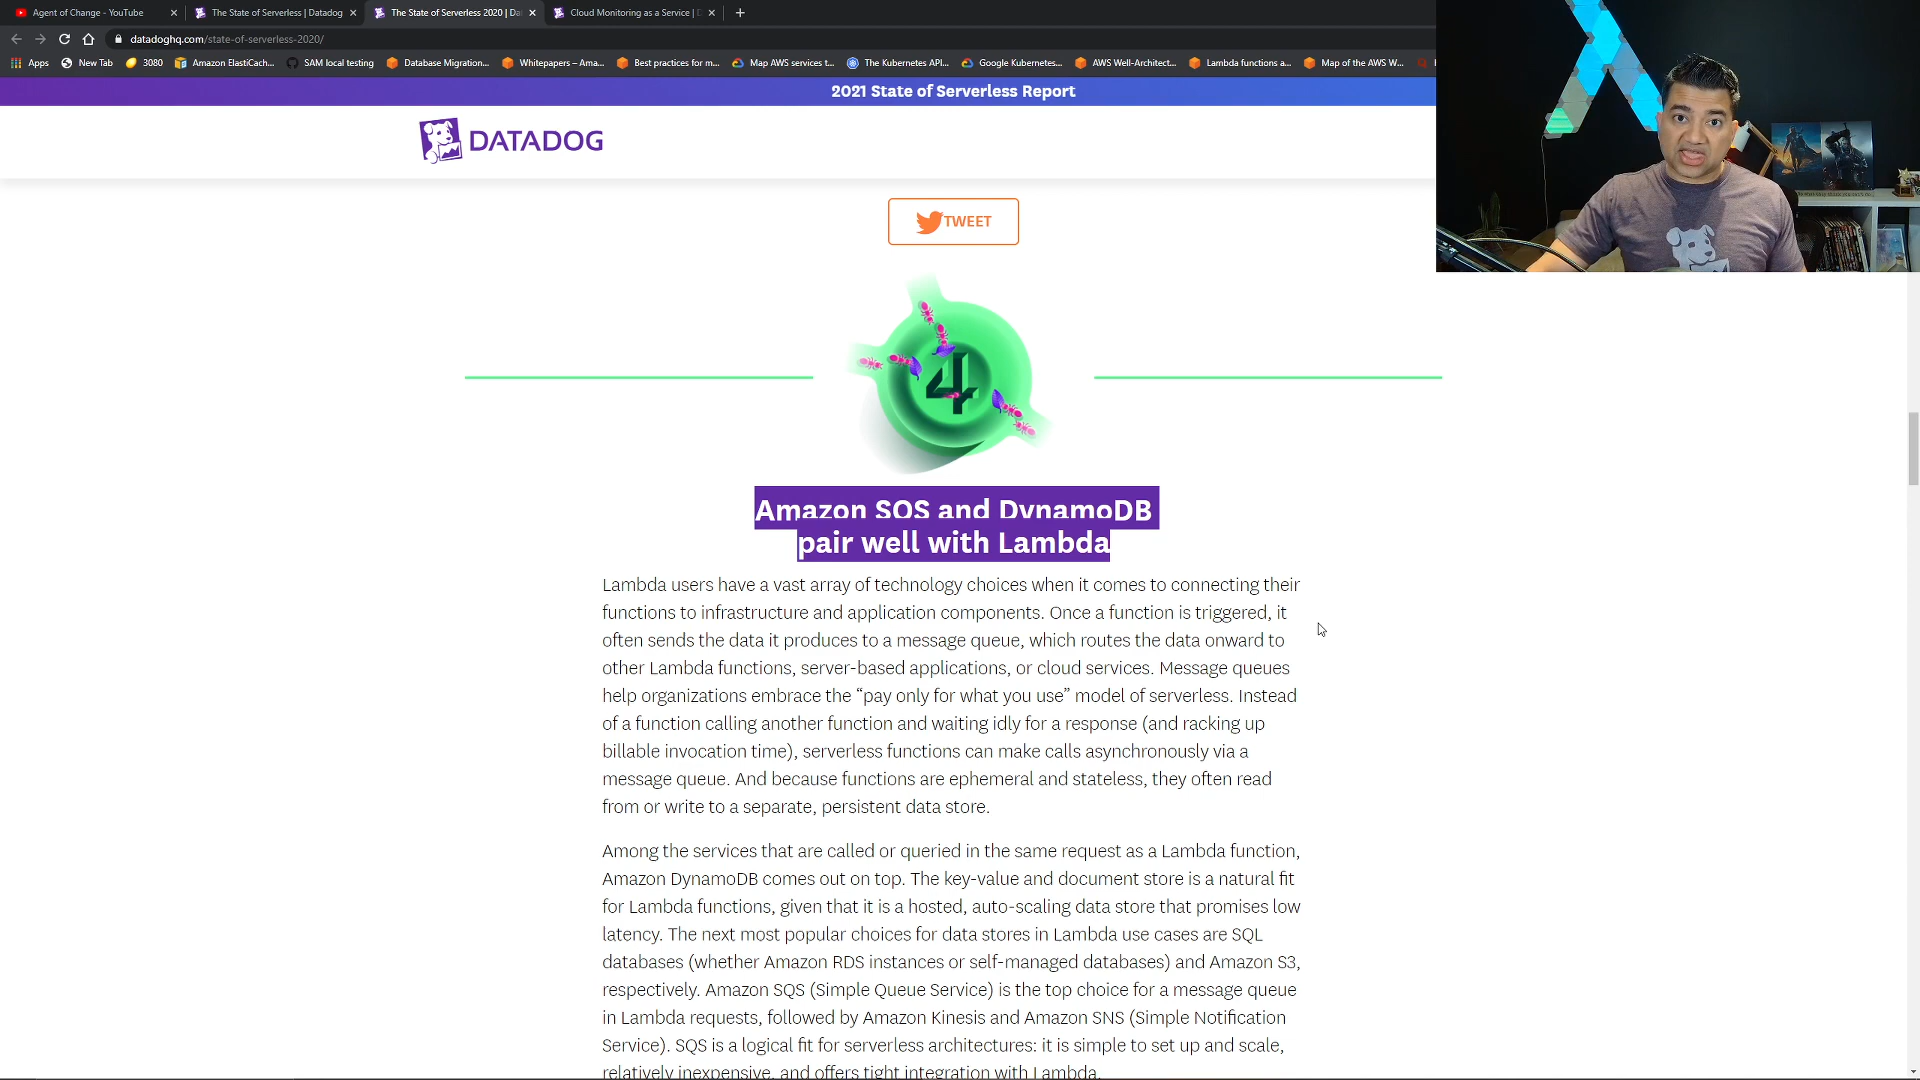 Agent of Change - YouTube
The State of Serverless | Datadog
The State of Serverless 2020 | Da
Cloud Monitoring as a Service | D
datadoghq.com/state-of-serverless-2020/
Apps
New Tab
3080
Amazon ElastiCach...
SAM local testing
Database Migration...
Whitepapers – Ama...
Best practices for m...
Map AWS services t...
The Kubernetes API...
Google Kubernetes...
AWS Well-Architect...
Lambda functions a...
Map of the AWS W...
2021 State of Serverless Report
DATADOG
TWEET
4
Amazon SQS and DynamoDB
pair well with Lambda
Lambda users have a vast array of technology choices when it comes to connecting their
functions to infrastructure and application components. Once a function is triggered, it
often sends the data it produces to a message queue, which routes the data onward to
other Lambda functions, server-based applications, or cloud services. Message queues
help organizations embrace the “pay only for what you use” model of serverless. Instead
of a function calling another function and waiting idly for a response (and racking up
billable invocation time), serverless functions can make calls asynchronously via a
message queue. And because functions are ephemeral and stateless, they often read
from or write to a separate, persistent data store.
Among the services that are called or queried in the same request as a Lambda function,
Amazon DynamoDB comes out on top. The key-value and document store is a natural fit
for Lambda functions, given that it is a hosted, auto-scaling data store that promises low
latency. The next most popular choices for data stores in Lambda use cases are SQL
databases (whether Amazon RDS instances or self-managed databases) and Amazon S3,
respectively. Amazon SQS (Simple Queue Service) is the top choice for a message queue
in Lambda requests, followed by Amazon Kinesis and Amazon SNS (Simple Notification
Service). SQS is a logical fit for serverless architectures: it is simple to set up and scale,
relatively inexpensive, and offers tight integration with Lambda.